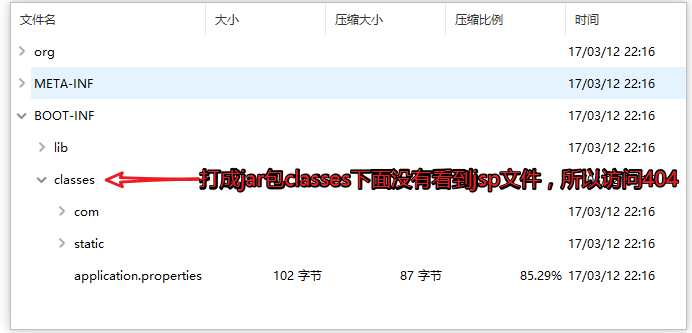 文件名 大小 压缩大小 压缩比例 时间
org 17/03/12 22:16
META-INF 17/03/12 22:16
BOOT-INF 17/03/12 22:16
lib 17/03/12 22:16
classes 打成jar包classes下面没有看到jsp文件，所以访问404
com 17/03/12 22:16
static 17/03/12 22:16
application.properties 102 字节 87 字节 85.29% 17/03/12 22:16